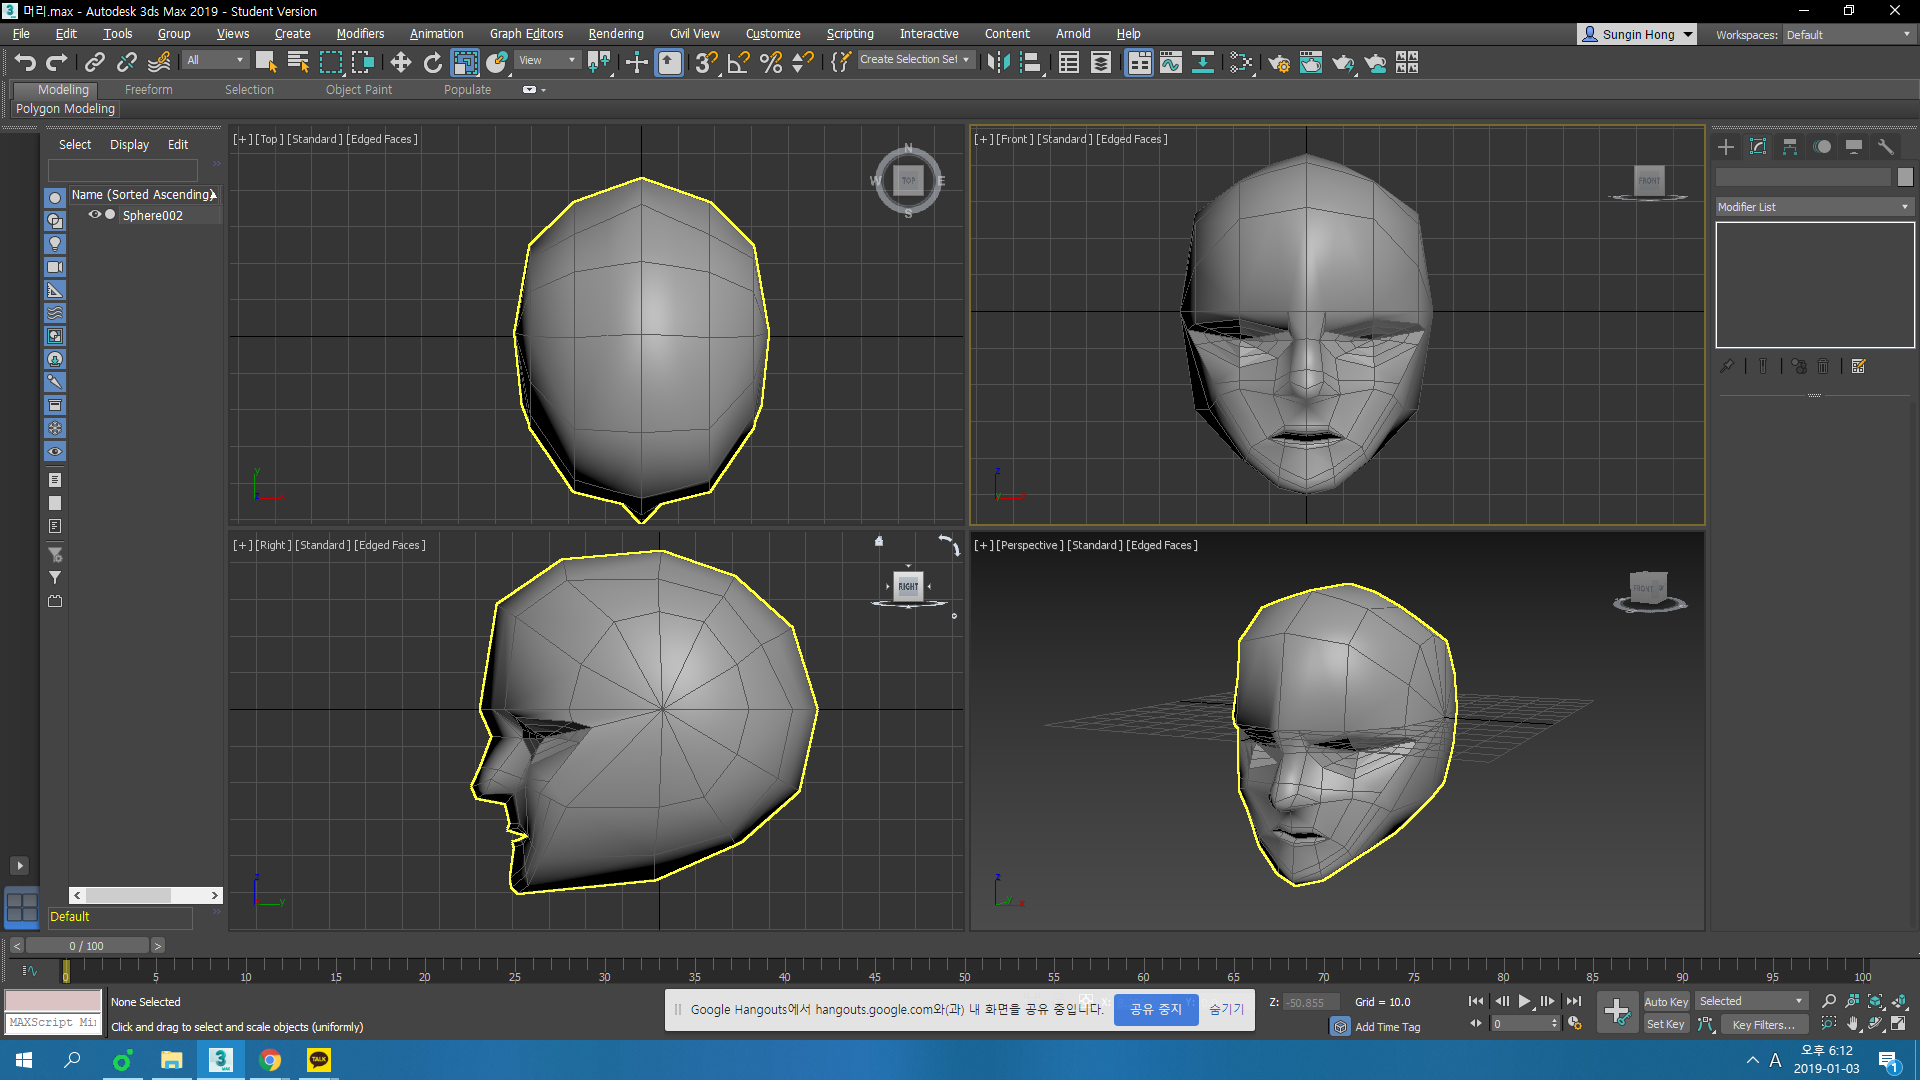 머리.max - Autodesk 3ds Max 2019 - Student Version
File Edit Tools Group Views Create Modifiers Animation Graph Editors Rendering Civil View Customize Scripting Interactive Content Arnold Help
Sungin Hong
Workspaces: Default
All
View
Create Selection Set
Modeling Freeform Selection Object Paint Populate
Polygon Modeling
Select Display Edit
Name (Sorted Ascending)
Sphere002
[+] [Top] [Standard] [Edged Faces]
N
W TOP E
S
[+] [Front] [Standard] [Edged Faces]
FRONT
Modifier List
[+] [Right] [Standard] [Edged Faces]
RIGHT
[+] [Perspective] [Standard] [Edged Faces]
FRONT
Default
< 0 / 100 >
0 5 10 15 20 25 30 35 40 45 50 55 60 65 70 75 80 85 90 95 100
None Selected
MAXScript Mi
Click and drag to select and scale objects (uniformly)
Google Hangouts에서 hangouts.google.com와(과) 내 화면을 공유 중입니다.
공유 중지
숨기기
Z: -50.855
Grid = 10.0
Add Time Tag
0
Auto Key Selected
Set Key Key Filters...
3 MAX
TALK
A
오후 6:12
2019-01-03
1